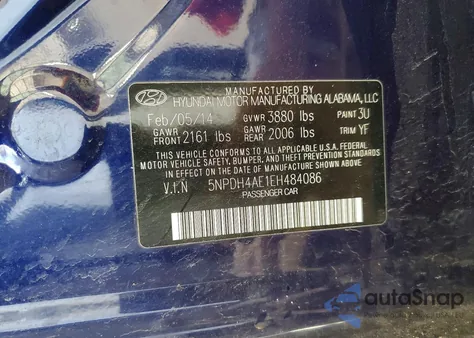 MANUFACTURED BY
HYUNDAI MOTOR MANUFACTURING ALABAMA, LLC
Feb/05/14 GVWR 3880 lbs PAINT 3U
GAWR FRONT 2161 lbs GAWR REAR 2006 lbs TRIM YF
THIS VEHICLE CONFORMS TO ALL APPLICABLE U.S. FEDERAL
MOTOR VEHICLE SAFETY, BUMPER, AND THEFT
PREVENTION STANDARDS IN EFFECT ON THE DATE
OF MANUFACTURE SHOWN ABOVE.
V.I.N 5NPDH4AE1EH484086
PASSENGER CAR
autoSnap